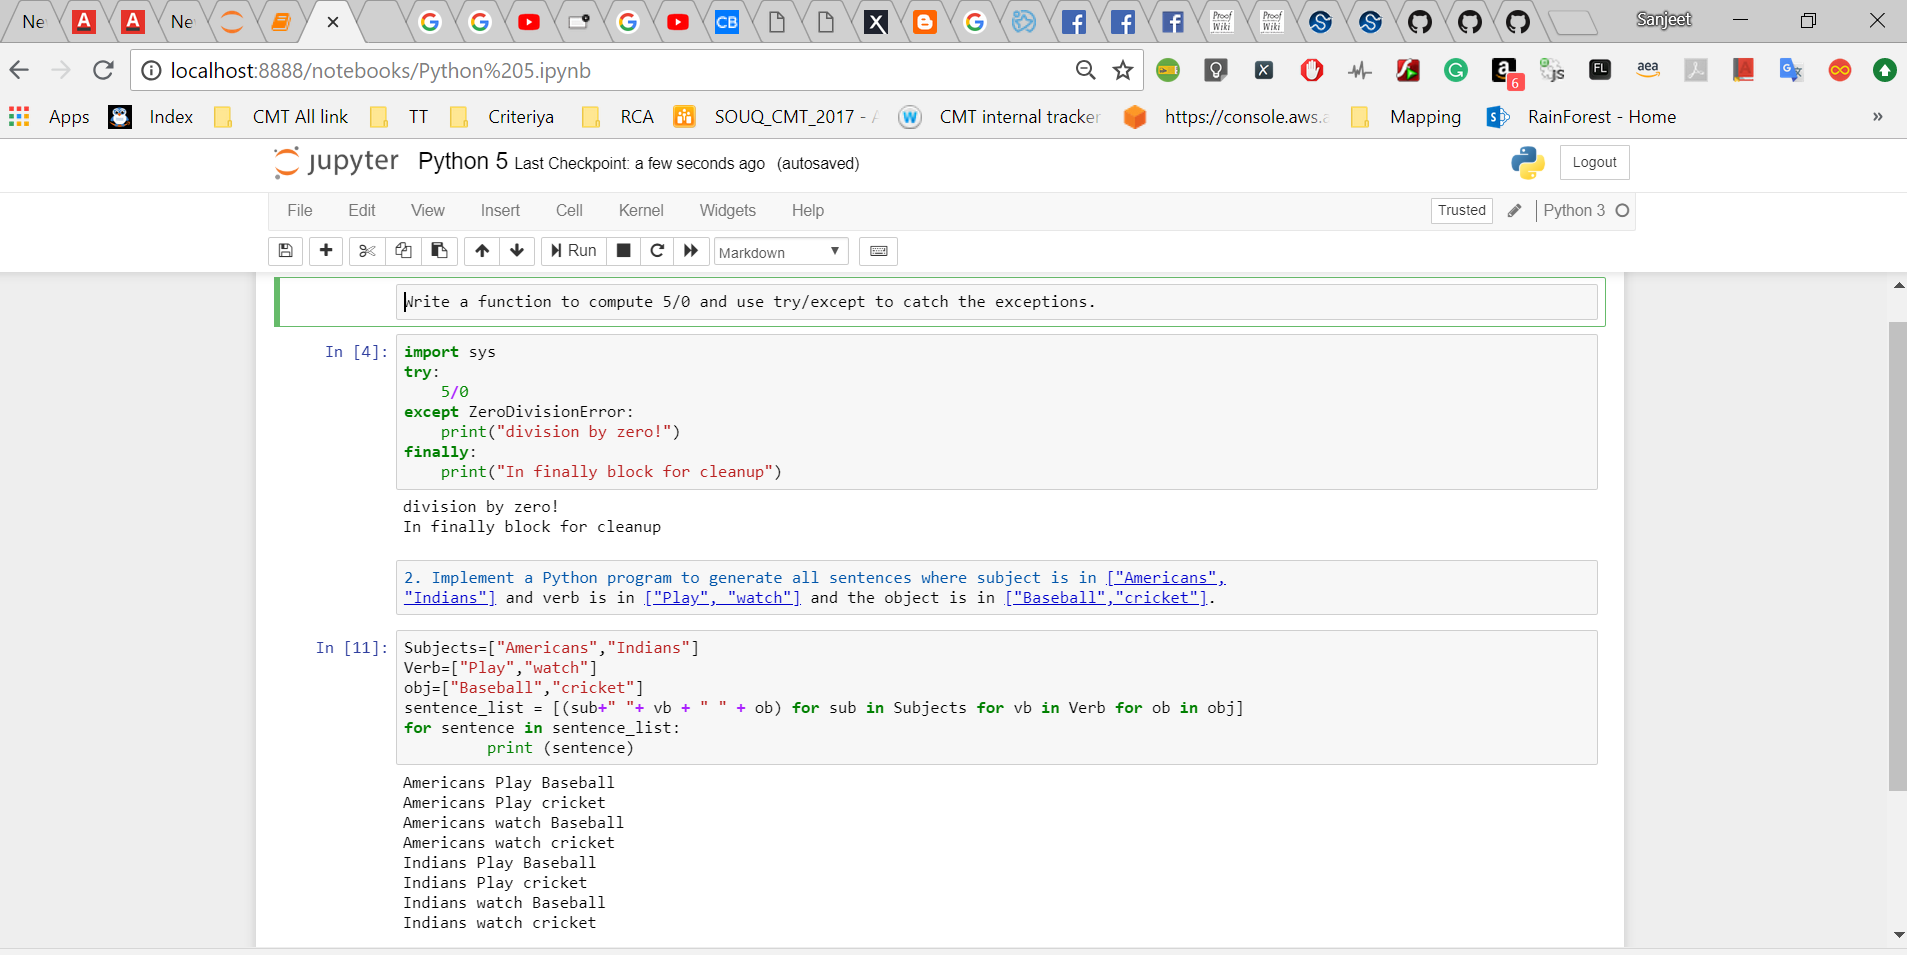 Ne
Ne
Sanjeet
localhost:8888/notebooks/Python%205.ipynb
Apps Index CMT All link TT Criteriya RCA SOUQ_CMT_2017 - CMT internal tracker https://console.aws.a Mapping RainForest - Home »
jupyter Python 5 Last Checkpoint: a few seconds ago (autosaved)
Logout
File Edit View Insert Cell Kernel Widgets Help
Trusted Python 3
Run Markdown
Write a function to compute 5/0 and use try/except to catch the exceptions.
In [4]:
import sys
try:
    5/0
except ZeroDivisionError:
    print("division by zero!")
finally:
    print("In finally block for cleanup")
division by zero!
In finally block for cleanup
2. Implement a Python program to generate all sentences where subject is in ["Americans",
"Indians"] and verb is in ["Play", "watch"] and the object is in ["Baseball","cricket"].
In [11]:
Subjects=["Americans","Indians"]
Verb=["Play","watch"]
obj=["Baseball","cricket"]
sentence_list = [(sub+" "+ vb + " " + ob) for sub in Subjects for vb in Verb for ob in obj]
for sentence in sentence_list:
         print (sentence)
Americans Play Baseball
Americans Play cricket
Americans watch Baseball
Americans watch cricket
Indians Play Baseball
Indians Play cricket
Indians watch Baseball
Indians watch cricket